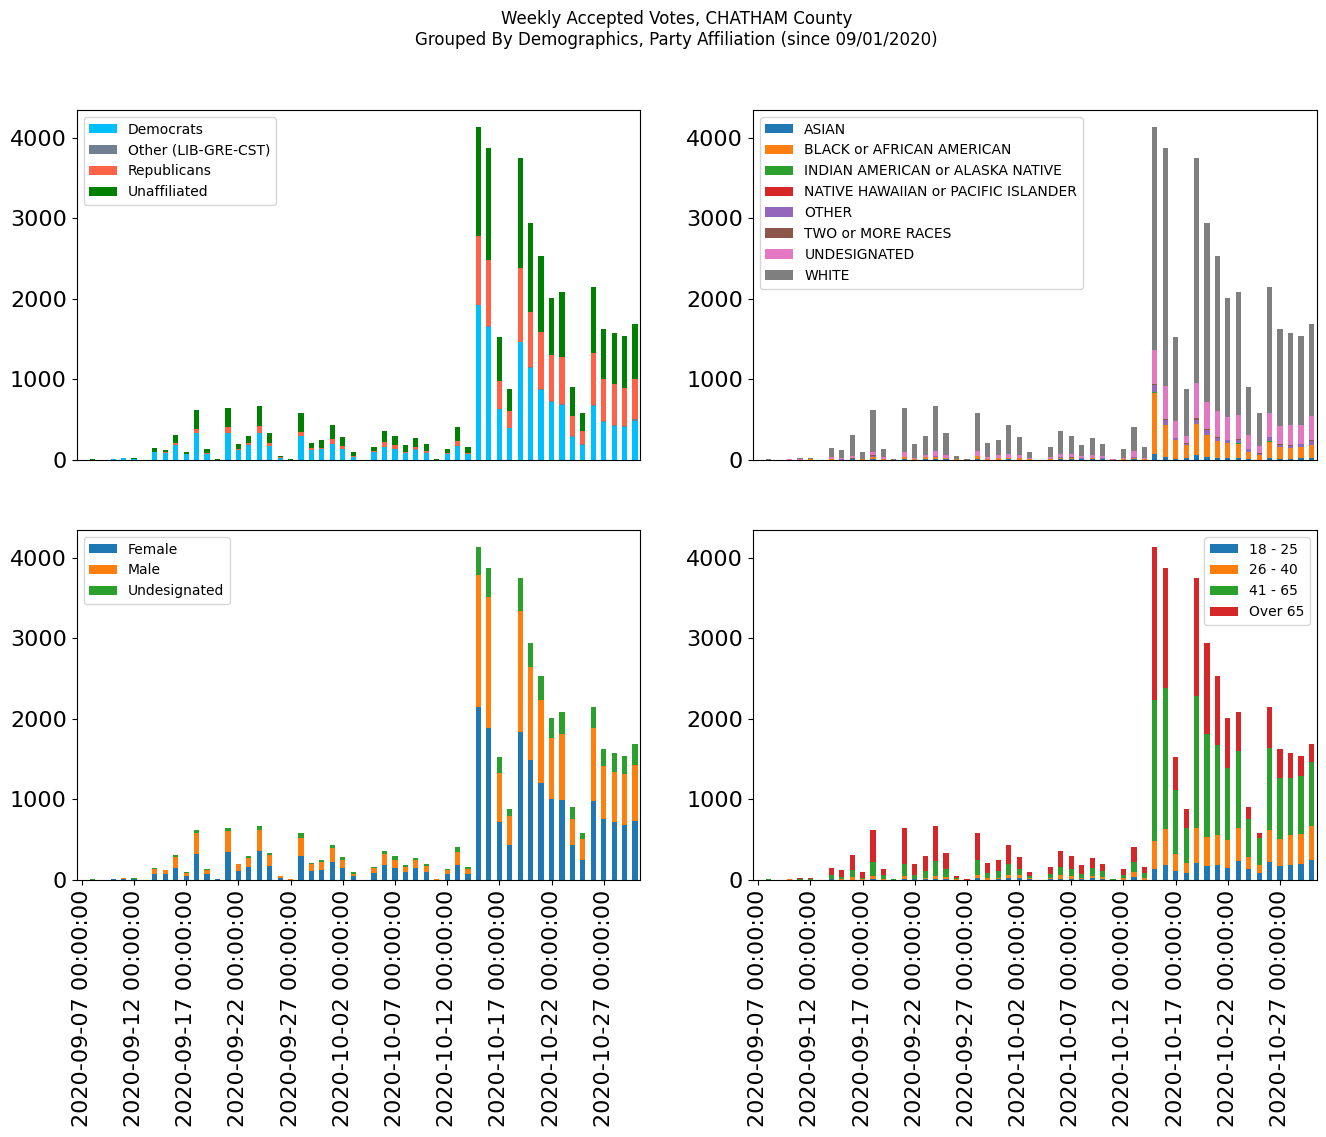 Weekly Accepted Votes, CHATHAM County
Grouped By Demographics, Party Affiliation (since 09/01/2020)
4000
3000
2000
1000
0
Democrats
Other (LIB-GRE-CST)
Republicans
Unaffiliated
4000
3000
2000
1000
0
ASIAN
BLACK or AFRICAN AMERICAN
INDIAN AMERICAN or ALASKA NATIVE
NATIVE HAWAIIAN or PACIFIC ISLANDER
OTHER
TWO or MORE RACES
UNDESIGNATED
WHITE
4000
3000
2000
1000
0
Female
Male
Undesignated
2020-09-07 00:00:00
2020-09-12 00:00:00
2020-09-17 00:00:00
2020-09-22 00:00:00
2020-09-27 00:00:00
2020-10-02 00:00:00
2020-10-07 00:00:00
2020-10-12 00:00:00
2020-10-17 00:00:00
2020-10-22 00:00:00
2020-10-27 00:00:00
4000
3000
2000
1000
0
18 - 25
26 - 40
41 - 65
Over 65
2020-09-07 00:00:00
2020-09-12 00:00:00
2020-09-17 00:00:00
2020-09-22 00:00:00
2020-09-27 00:00:00
2020-10-02 00:00:00
2020-10-07 00:00:00
2020-10-12 00:00:00
2020-10-17 00:00:00
2020-10-22 00:00:00
2020-10-27 00:00:00